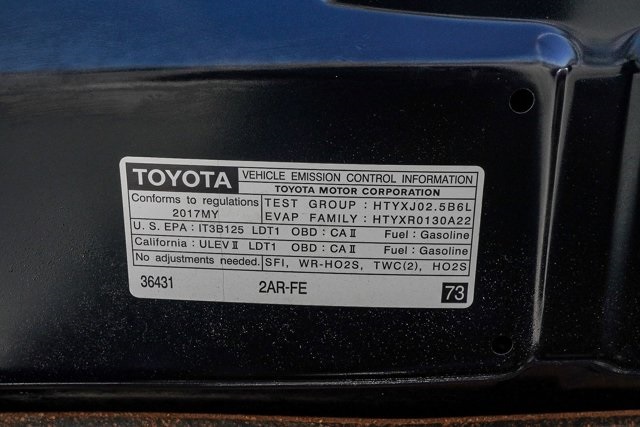 TOYOTA VEHICLE EMISSION CONTROL INFORMATION
TOYOTA MOTOR CORPORATION
Conforms to regulations 2017MY
TEST GROUP : HTYXJ02.5B6L
EVAP FAMILY : HTYXR0130A22
U. S. EPA : IT3B125 LDT1 OBD : CA II Fuel : Gasoline
California : ULEV II LDT1 OBD : CA II Fuel : Gasoline
No adjustments needed. SFI, WR-HO2S, TWC(2), HO2S
36431 2AR-FE 73